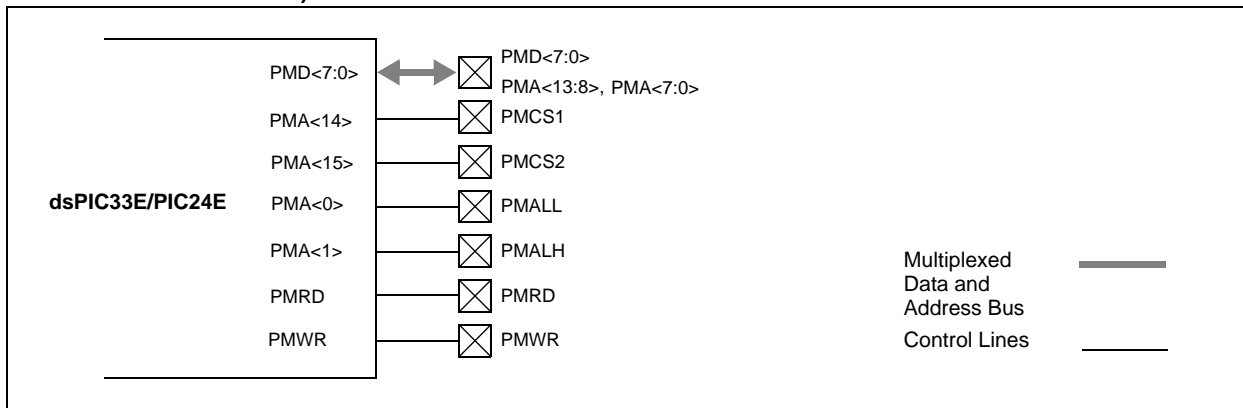 )
PMD<7:0>
PMD<7:0>
PMA<13:8>, PMA<7:0>
PMA<14>
PMCS1
PMA<15>
PMCS2
dsPIC33E/PIC24E
PMA<0>
PMALL
PMA<1>
PMALH
PMRD
PMRD
PMWR
PMWR
Multiplexed
Data and
Address Bus
Control Lines